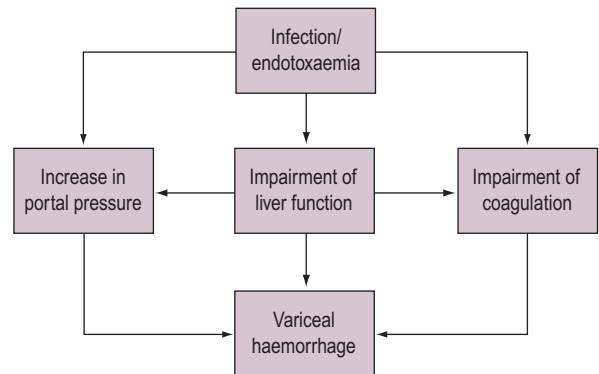 Infection/
endotoxaemia
Increase in
portal pressure
Impairment of
liver function
Impairment of
coagulation
Variceal
haemorrhage